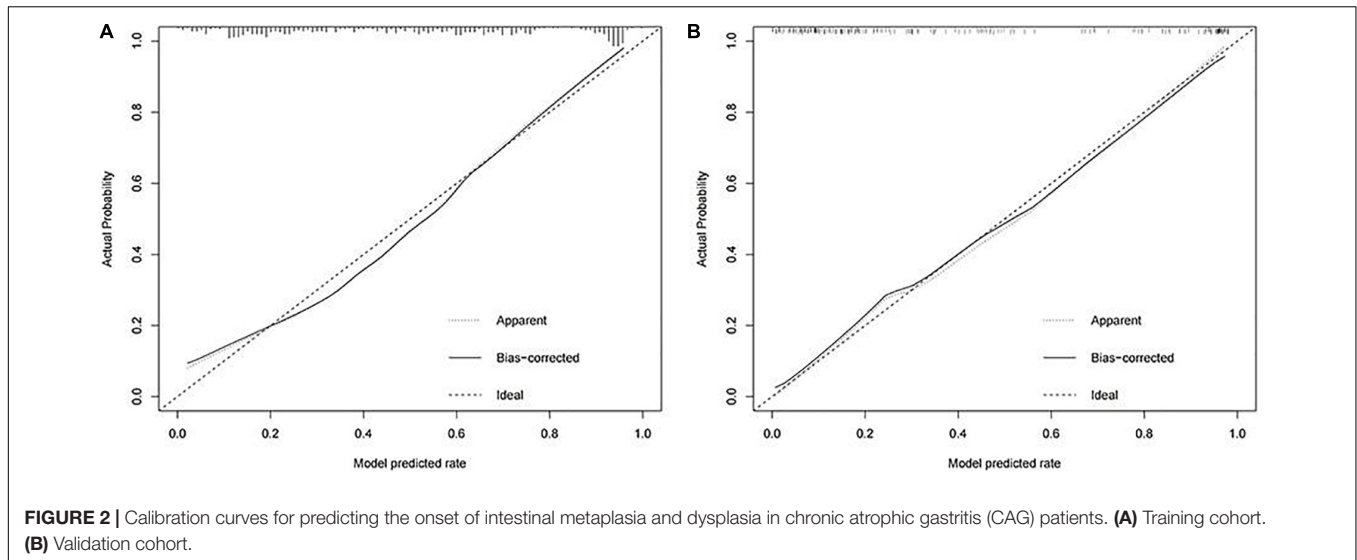 A
Actual Probability
1.0
0.8
0.6
0.4
0.2
0.0
Apparent
Bias-corrected
Ideal
0.0 0.2 0.4 0.6 0.8 1.0
Model predicted rate
B
Actual Probability
1.0
0.8
0.6
0.4
0.2
0.0
Apparent
Bias-corrected
Ideal
0.0 0.2 0.4 0.6 0.8 1.0
Model predicted rate
FIGURE 2 | Calibration curves for predicting the onset of intestinal metaplasia and dysplasia in chronic atrophic gastritis (CAG) patients. (A) Training cohort.
(B) Validation cohort.